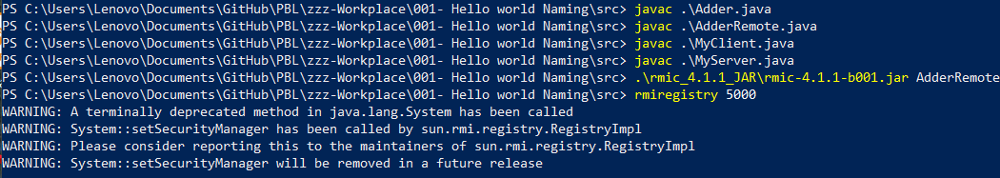 PS C:\Users\Lenovo\Documents\GitHub\PBL\zzz-Workplace\001- Hello world Naming\src> javac .\Adder.java
PS C:\Users\Lenovo\Documents\GitHub\PBL\zzz-Workplace\001- Hello world Naming\src> javac .\AdderRemote.java
PS C:\Users\Lenovo\Documents\GitHub\PBL\zzz-Workplace\001- Hello world Naming\src> javac .\MyClient.java
PS C:\Users\Lenovo\Documents\GitHub\PBL\zzz-Workplace\001- Hello world Naming\src> javac .\MyServer.java
PS C:\Users\Lenovo\Documents\GitHub\PBL\zzz-Workplace\001- Hello world Naming\src> .\rmic_4.1.1_JAR\rmic-4.1.1-b001.jar AdderRemote
PS C:\Users\Lenovo\Documents\GitHub\PBL\zzz-Workplace\001- Hello world Naming\src> rmiregistry 5000
WARNING: A terminally deprecated method in java.lang.System has been called
WARNING: System::setSecurityManager has been called by sun.rmi.registry.RegistryImpl
WARNING: Please consider reporting this to the maintainers of sun.rmi.registry.RegistryImpl
WARNING: System::setSecurityManager will be removed in a future release